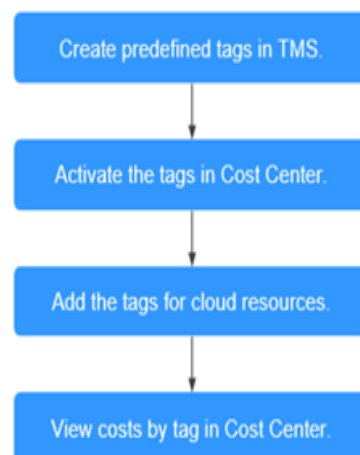 Create predefined tags in TMS.
Activate the tags in Cost Center.
Add the tags for cloud resources.
View costs by tag in Cost Center.